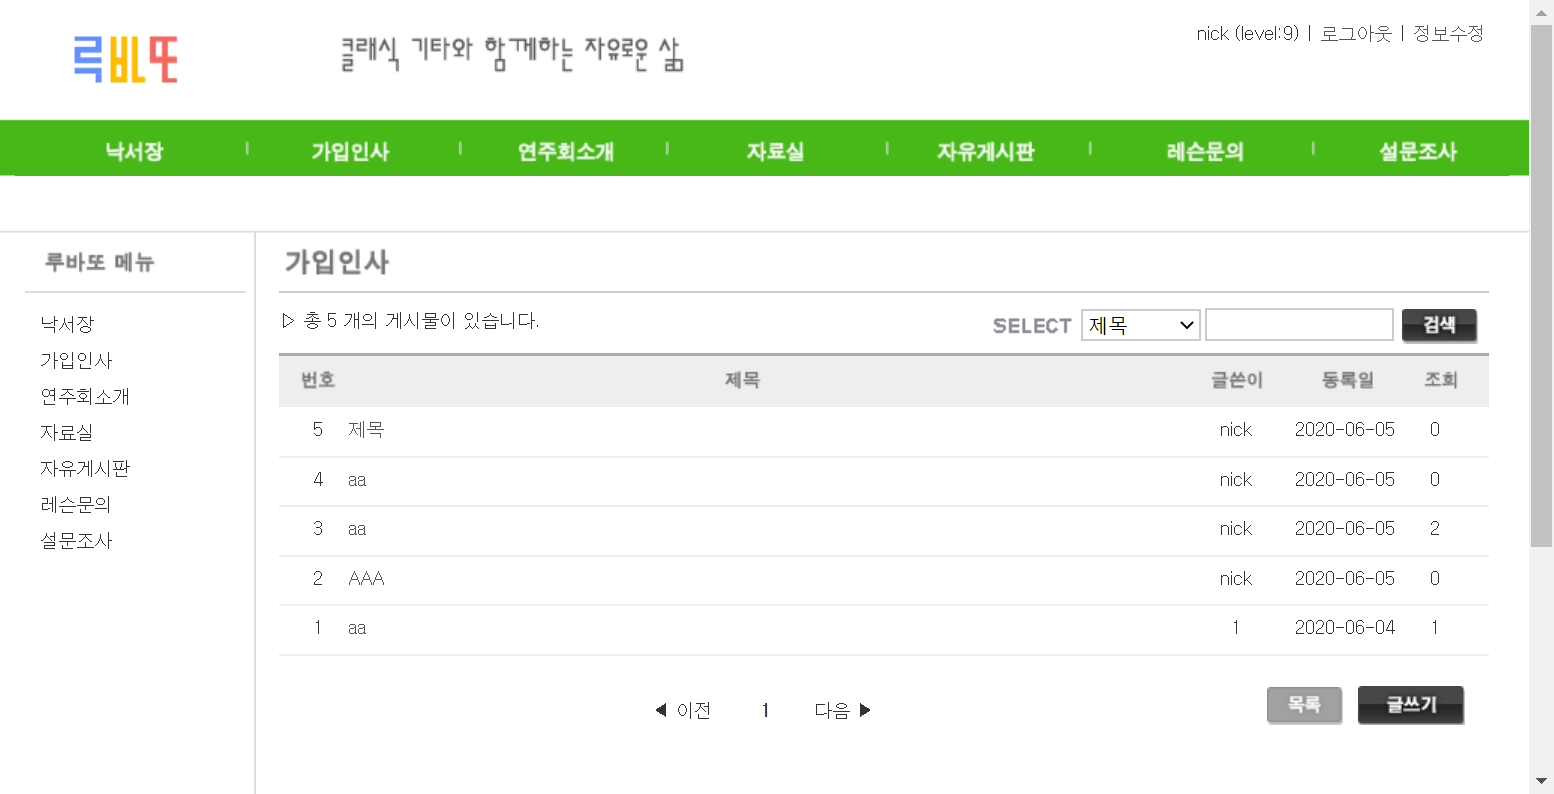 루바또
클래식 기타와 함께하는 자유로운 삶
nick (level:9) | 로그아웃 | 정보수정
낙서장 | 가입인사 | 연주회소개 | 자료실 | 자유게시판 | 레슨문의 | 설문조사
루바또 메뉴
낙서장
가입인사
연주회소개
자료실
자유게시판
레슨문의
설문조사
가입인사
▷ 총 5 개의 게시물이 있습니다.
SELECT 제목 검색
번호 제목 글쓴이 등록일 조회
5 제목 nick 2020-06-05 0
4 aa nick 2020-06-05 0
3 aa nick 2020-06-05 2
2 AAA nick 2020-06-05 0
1 aa 1 2020-06-04 1
◀ 이전 1 다음 ▶
목록 글쓰기